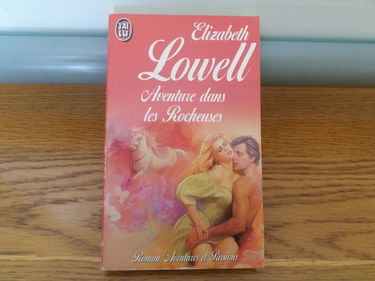 J'AI
LU
Elizabeth
Lowell
Aventure dans
les Rocheuses
Roman/Aventures et Passions